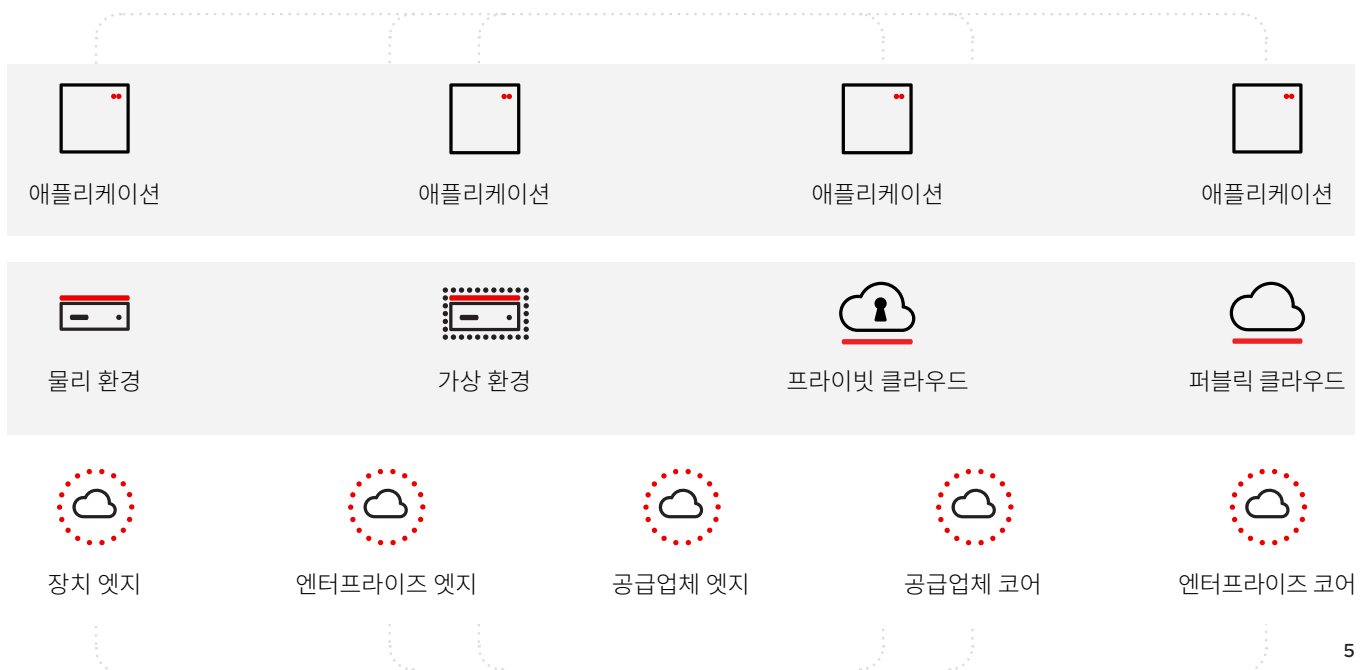 애플리케이션 애플리케이션 애플리케이션 애플리케이션
물리 환경 가상 환경 프라이빗 클라우드 퍼블릭 클라우드
장치 엣지 엔터프라이즈 엣지 공급업체 엣지 공급업체 코어 엔터프라이즈 코어
5